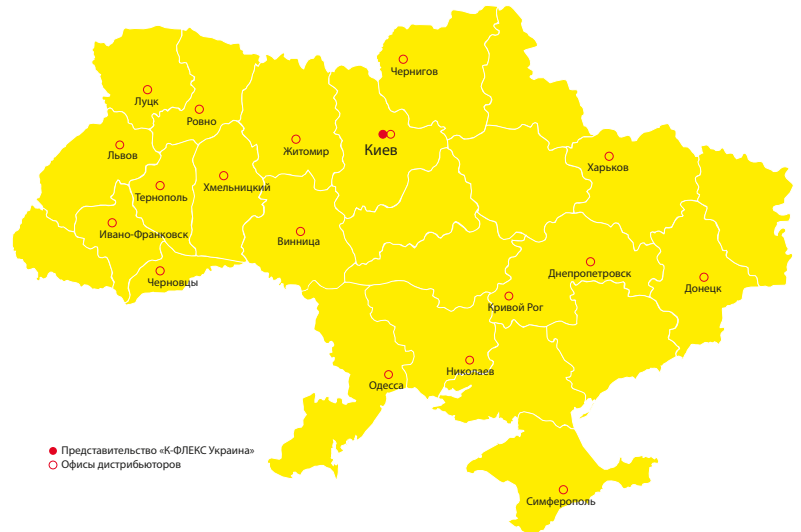 Чернигов
Луцк
Ровно
Киев
Житомир
Львов
Харьков
Хмельницкий
Тернополь
Ивано-Франковск
Винница
Днепропетровск
Черновцы
Донецк
Кривой Рог
Николаев
Одесса
Представительство «К-ФЛЕКС Украина»
Офисы дистрибьюторов
Симферополь